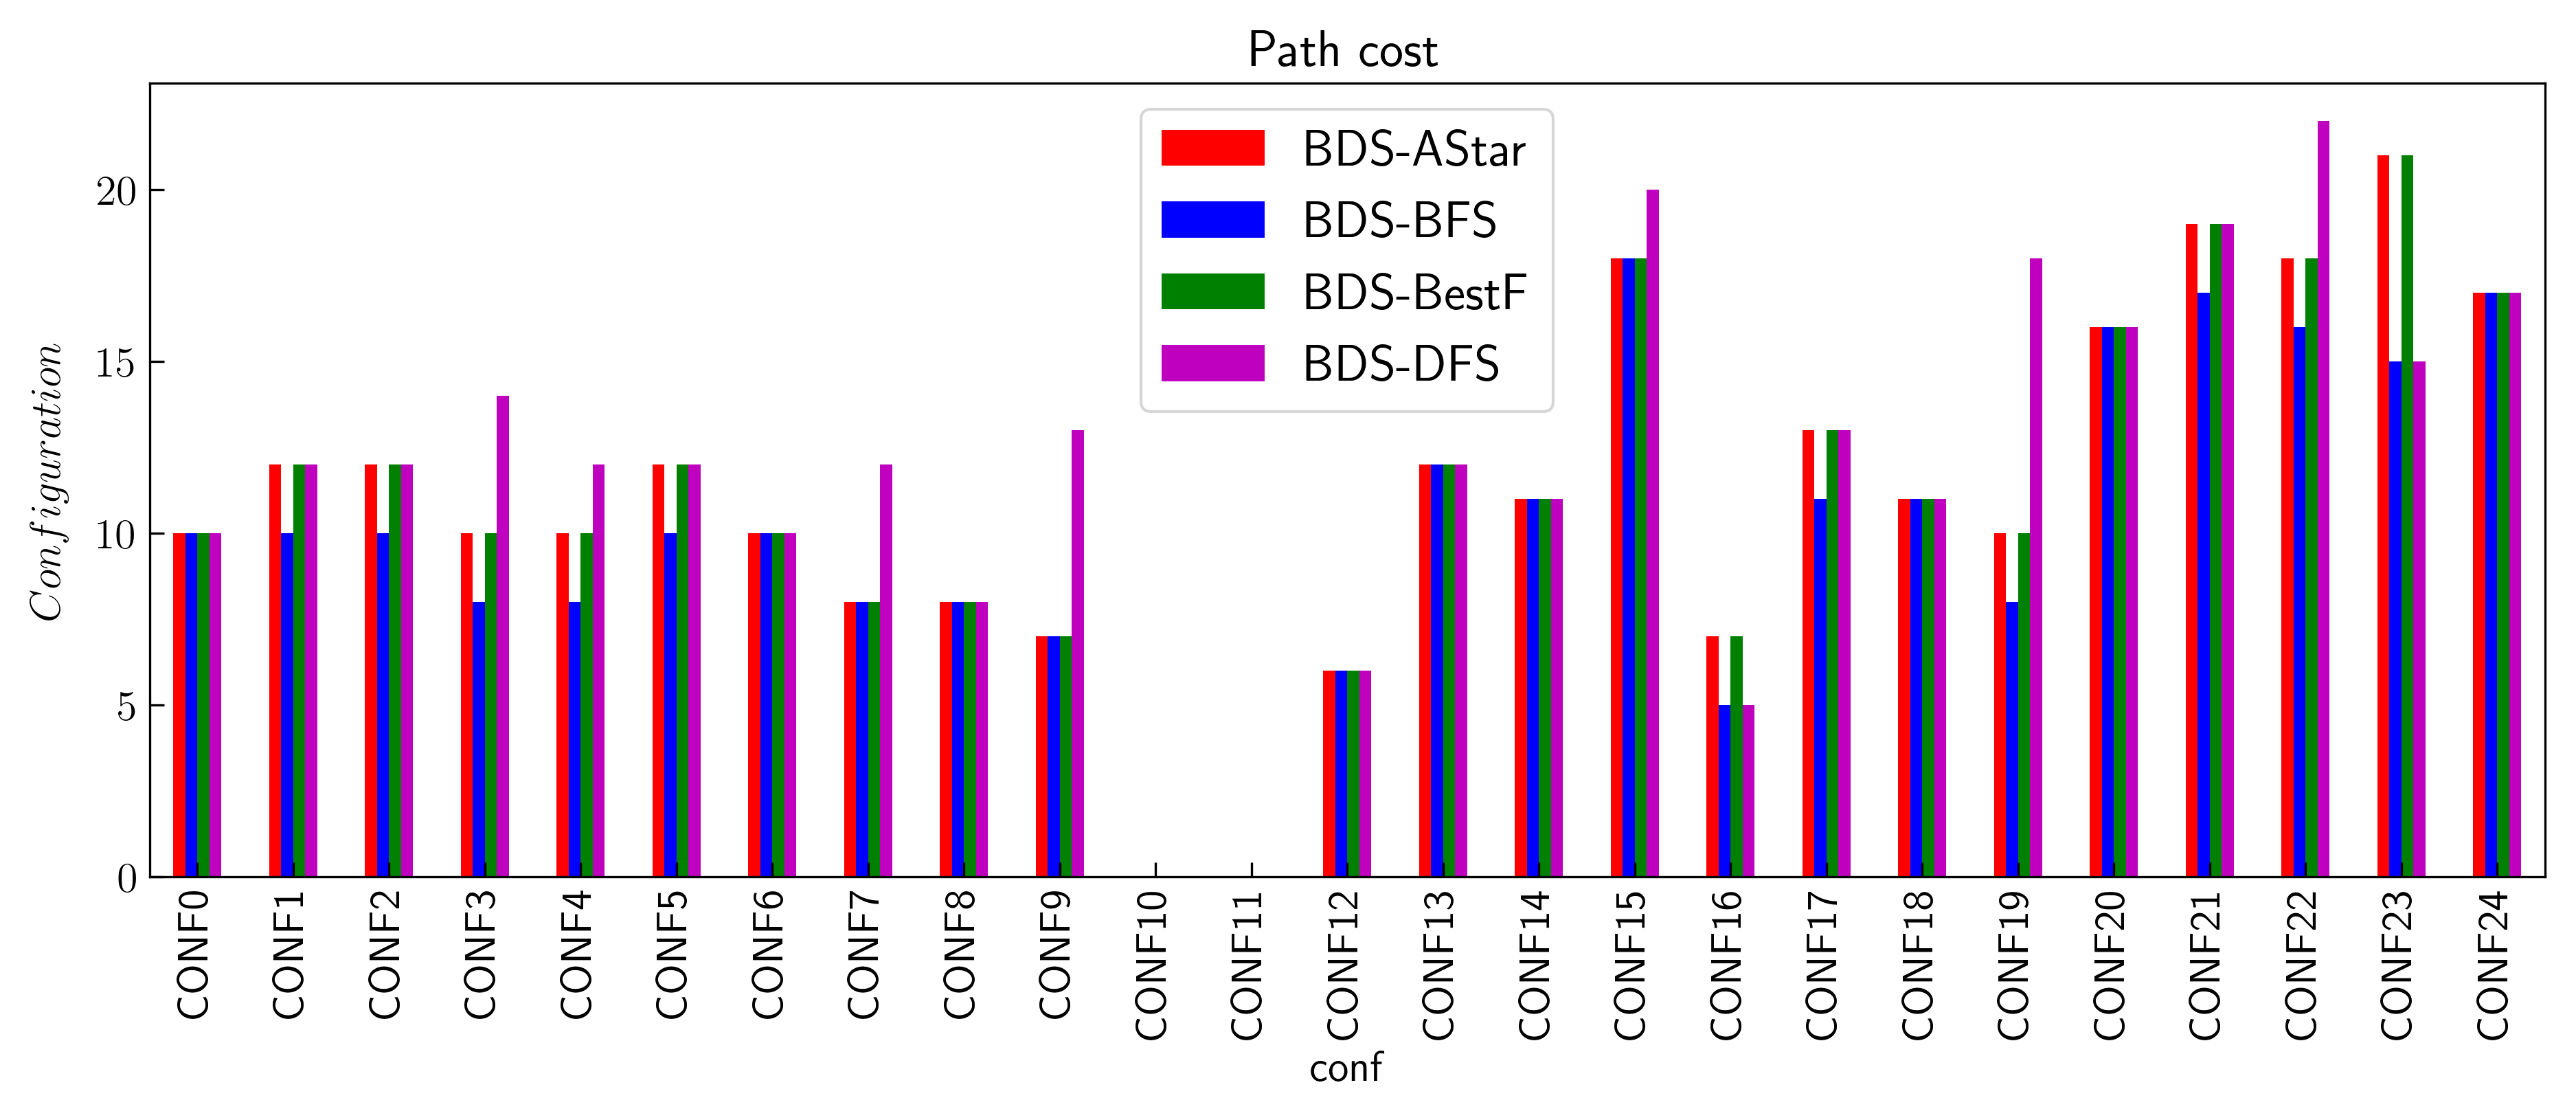 Path cost
BDS-AStar
BDS-BFS
BDS-BestF
BDS-DFS
Configuration
20
15
10
5
0
CONF0
CONF1
CONF2
CONF3
CONF4
CONF5
CONF6
CONF7
CONF8
CONF9
CONF10
CONF11
CONF12
CONF13
CONF14
CONF15
CONF16
CONF17
CONF18
CONF19
CONF20
CONF21
CONF22
CONF23
CONF24
conf